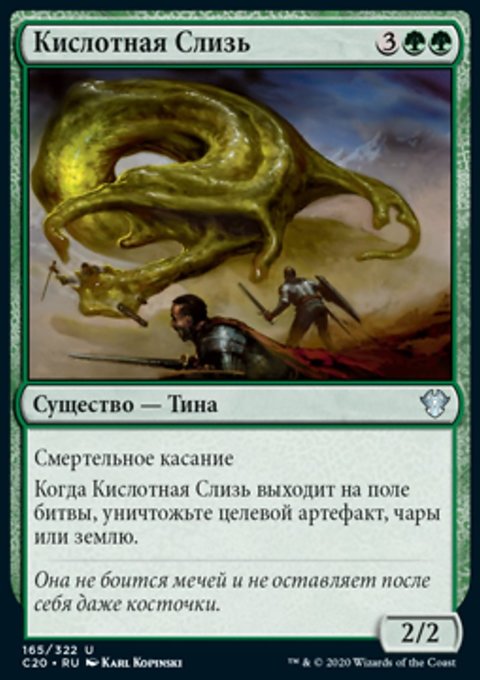 Кислотная Слизь 3
Существо — Тина
Смертельное касание
Когда Кислотная Слизь выходит на поле
битвы, уничтожьте целевой артефакт, чары
или землю.
Она не боится мечей и не оставляет после
себя даже косточки.
2/2
165/322 U
C20 • RU Karl Kopinski
™ & © 2020 Wizards of the Coast